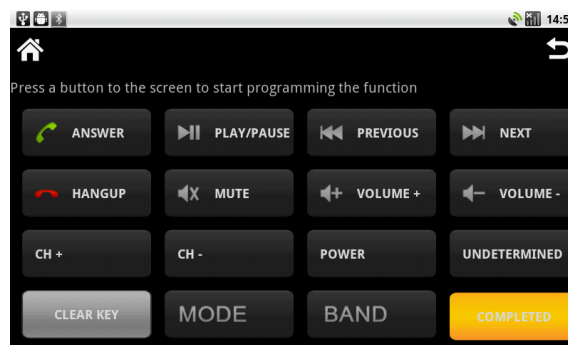 14:5
Press a button to the screen to start programming the function
ANSWER
PLAY/PAUSE
PREVIOUS
NEXT
HANGUP
MUTE
VOLUME +
VOLUME -
CH +
CH -
POWER
UNDETERMINED
CLEAR KEY
MODE
BAND
COMPLETED